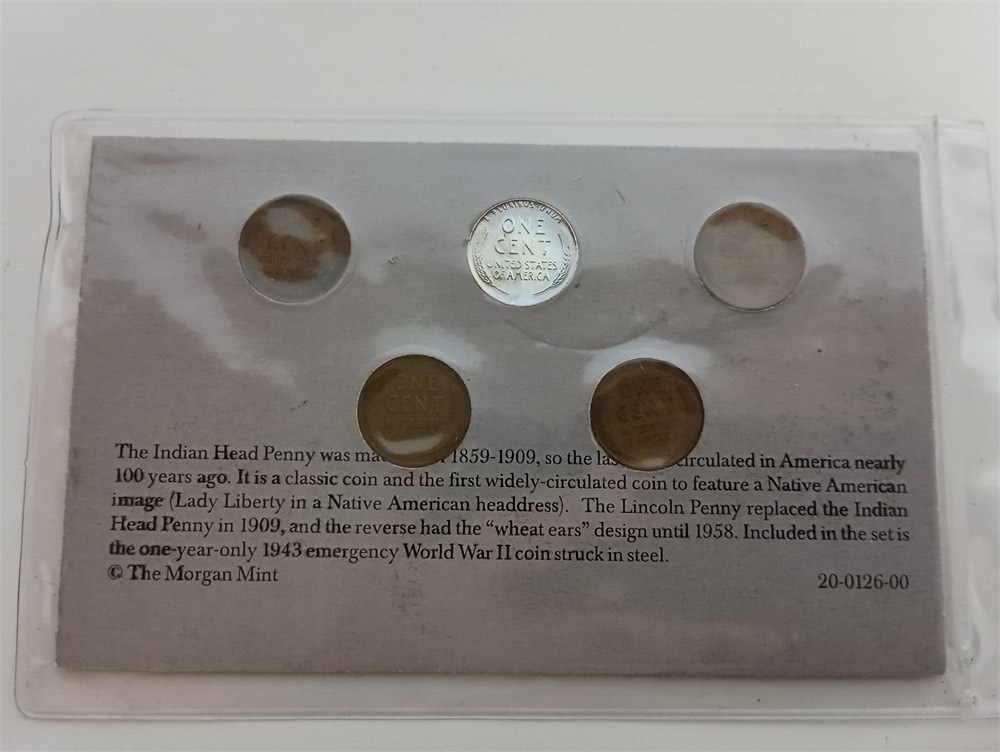 CENT
E PLURIBUS UNUM
ONE
CENT
UNITED STATES
OF AMERICA
ONE
CENT
ONE
CENT
The Indian Head Penny was ma 1859-1909, so the las circulated in America nearly
100 years ago. It is a classic coin and the first widely-circulated coin to feature a Native American
image (Lady Liberty in a Native American headdress). The Lincoln Penny replaced the Indian
Head Penny in 1909, and the reverse had the “wheat ears” design until 1958. Included in the set is
the one-year-only 1943 emergency World War II coin struck in steel.
© The Morgan Mint
20-0126-00